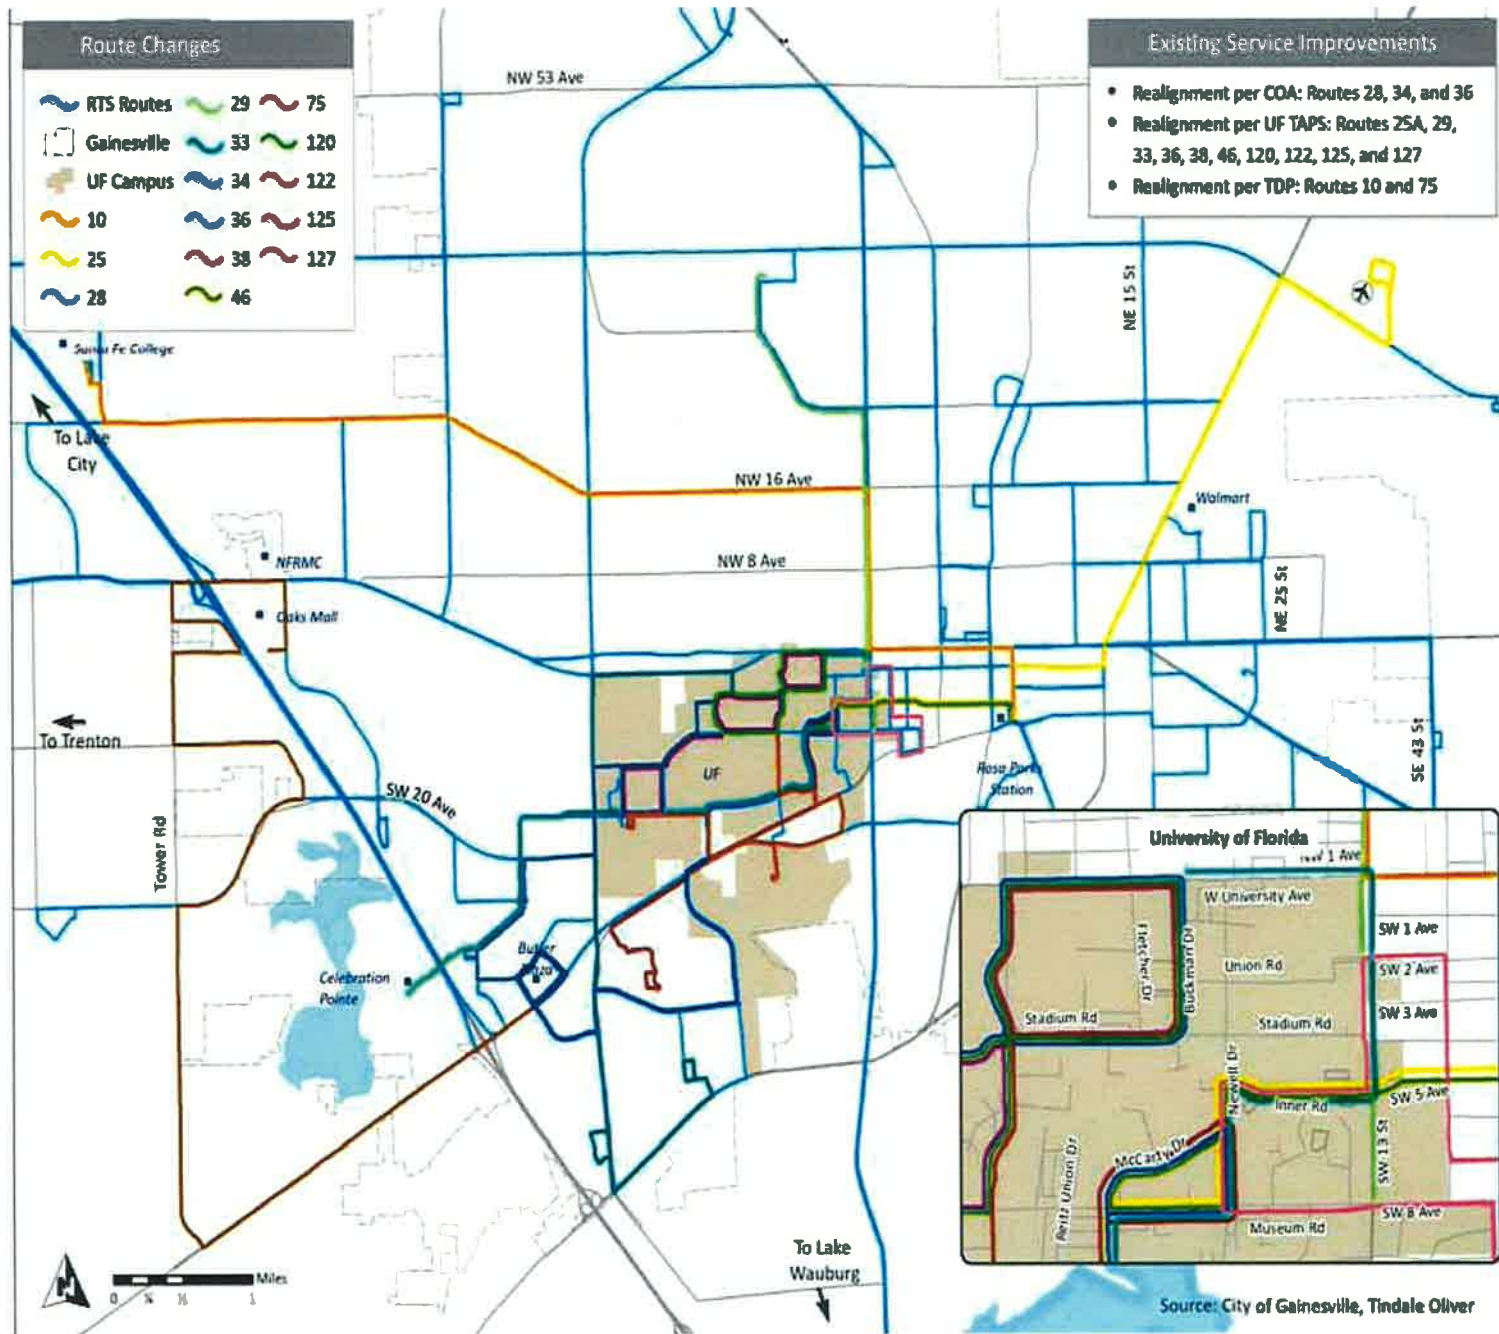 Route Changes
RTS Routes
Gainesville
UF Campus
10
25
28
29
33
34
36
38
46
75
120
122
125
127
Existing Service Improvements
• Realignment per COA: Routes 28, 34, and 36
• Realignment per UF TAPS: Routes 25A, 29,
33, 36, 38, 46, 120, 122, 125, and 127
• Realignment per TDP: Routes 10 and 75
NW 53 Ave
NE 15 St
Santa Fe College
To Lake
City
NW 16 Ave
Walmart
NFRMC
NW 8 Ave
Oaks Mall
NE 25 St
To Trenton
UF
SW 20 Ave
Rosa Parks
Station
SE 43 St
Tower Rd
Butler
Plaza
Celebration
Pointe
University of Florida
NW 1 Ave
W University Ave
SW 1 Ave
Fletcher Dr
Buckman Dr
Union Rd
SW 2 Ave
Stadium Rd
Stadium Rd
SW 3 Ave
Newell Dr
Inner Rd
SW 5 Ave
McCarty Dr
SW 13 St
Reitz Union Dr
SW 8 Ave
Museum Rd
N
Miles
0
1
To Lake
Wauburg
Source: City of Gainesville, Tindale Oliver